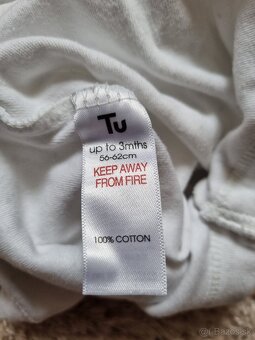 Tu
up to 3mths
56-62cm
KEEP AWAY
FROM FIRE
100% COTTON